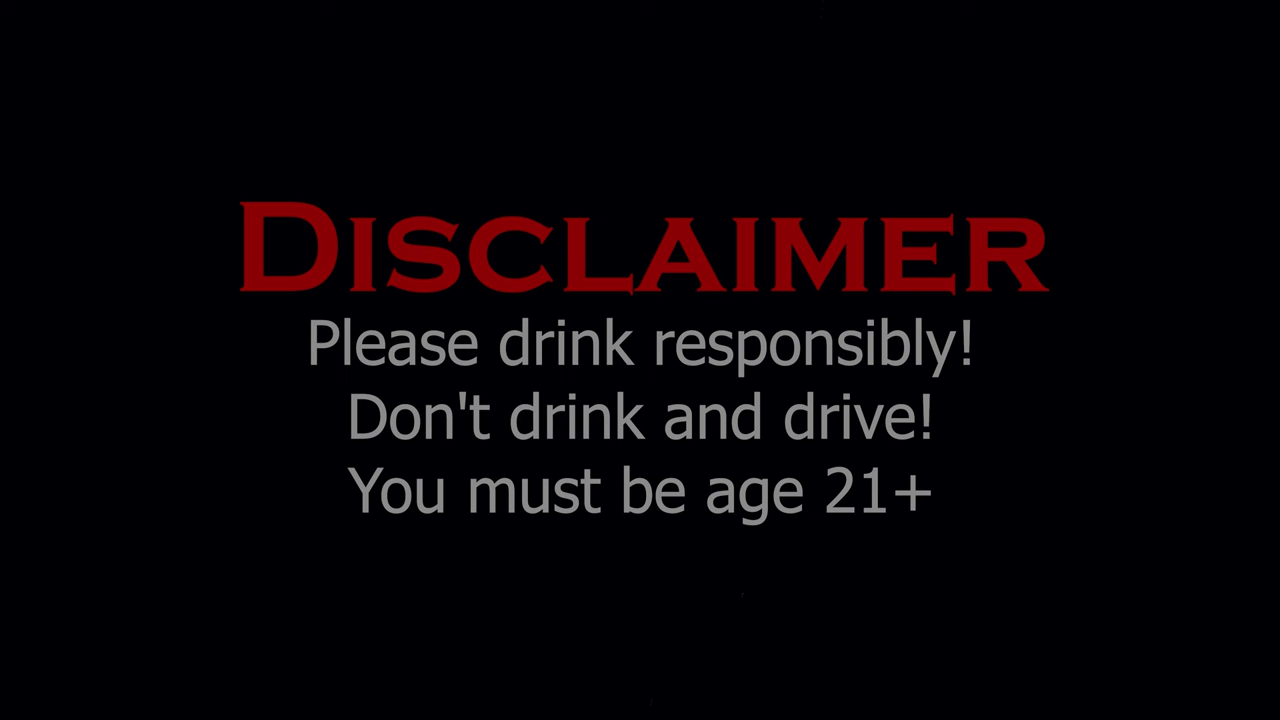 DISCLAIMER
Please drink responsibly!
Don't drink and drive!
You must be age 21+